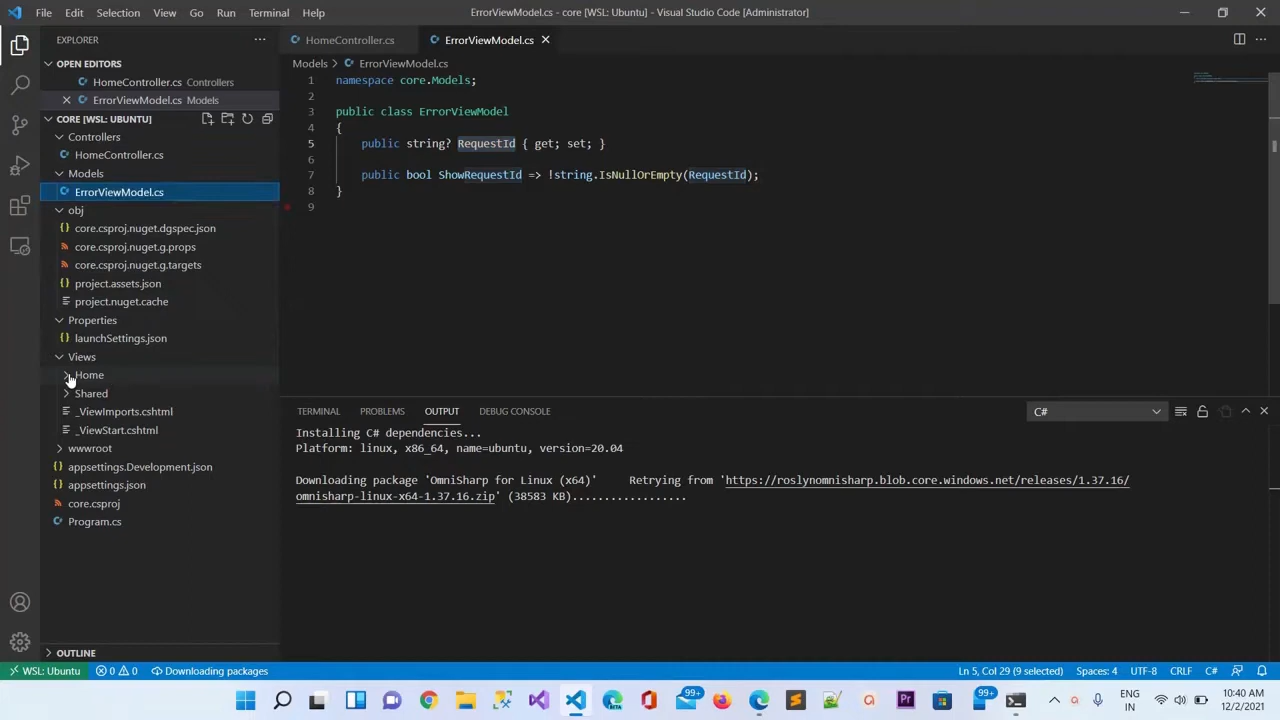 File Edit Selection View Go Run Terminal Help
ErrorViewModel.cs - core [WSL: Ubuntu] - Visual Studio Code [Administrator]
EXPLORER
OPEN EDITORS
HomeController.cs Controllers
ErrorViewModel.cs Models
CORE [WSL: UBUNTU]
Controllers
HomeController.cs
Models
ErrorViewModel.cs
obj
core.csproj.nuget.dgspec.json
core.csproj.nuget.g.props
core.csproj.nuget.g.targets
project.assets.json
project.nuget.cache
Properties
launchSettings.json
Views
Home
Shared
_ViewImports.cshtml
_ViewStart.cshtml
wwwroot
appsettings.Development.json
appsettings.json
core.csproj
Program.cs
OUTLINE
HomeController.cs
ErrorViewModel.cs
Models > ErrorViewModel.cs
1 namespace core.Models;
2
3 public class ErrorViewModel
4 {
5 public string? RequestId { get; set; }
6
7 public bool ShowRequestId => !string.IsNullOrEmpty(RequestId);
8 }
9
TERMINAL PROBLEMS OUTPUT DEBUG CONSOLE
C#
Installing C# dependencies...
Platform: linux, x86_64, name=ubuntu, version=20.04
Downloading package 'OmniSharp for Linux (x64)' Retrying from 'https://roslynomnisharp.blob.core.windows.net/releases/1.37.16/
omnisharp-linux-x64-1.37.16.zip' (38583 KB)...................
WSL: Ubuntu 0 0 Downloading packages
Ln 5, Col 29 (9 selected) Spaces: 4 UTF-8 CRLF C#
BETA
99+
Pr
99+
ENG
IN
10:40 AM
12/2/2021